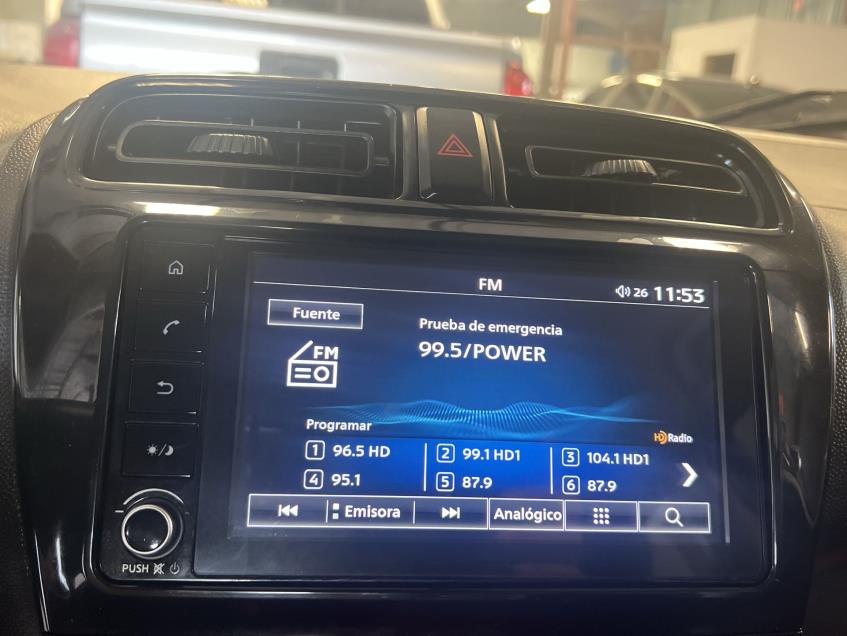 FM
26 11:53
Fuente
Prueba de emergencia
99.5/POWER
FM
Programar
HD Radio
1 96.5 HD 2 99.1 HD1 3 104.1 HD1
4 95.1 5 87.9 6 87.9
Emisora Analógico
PUSH